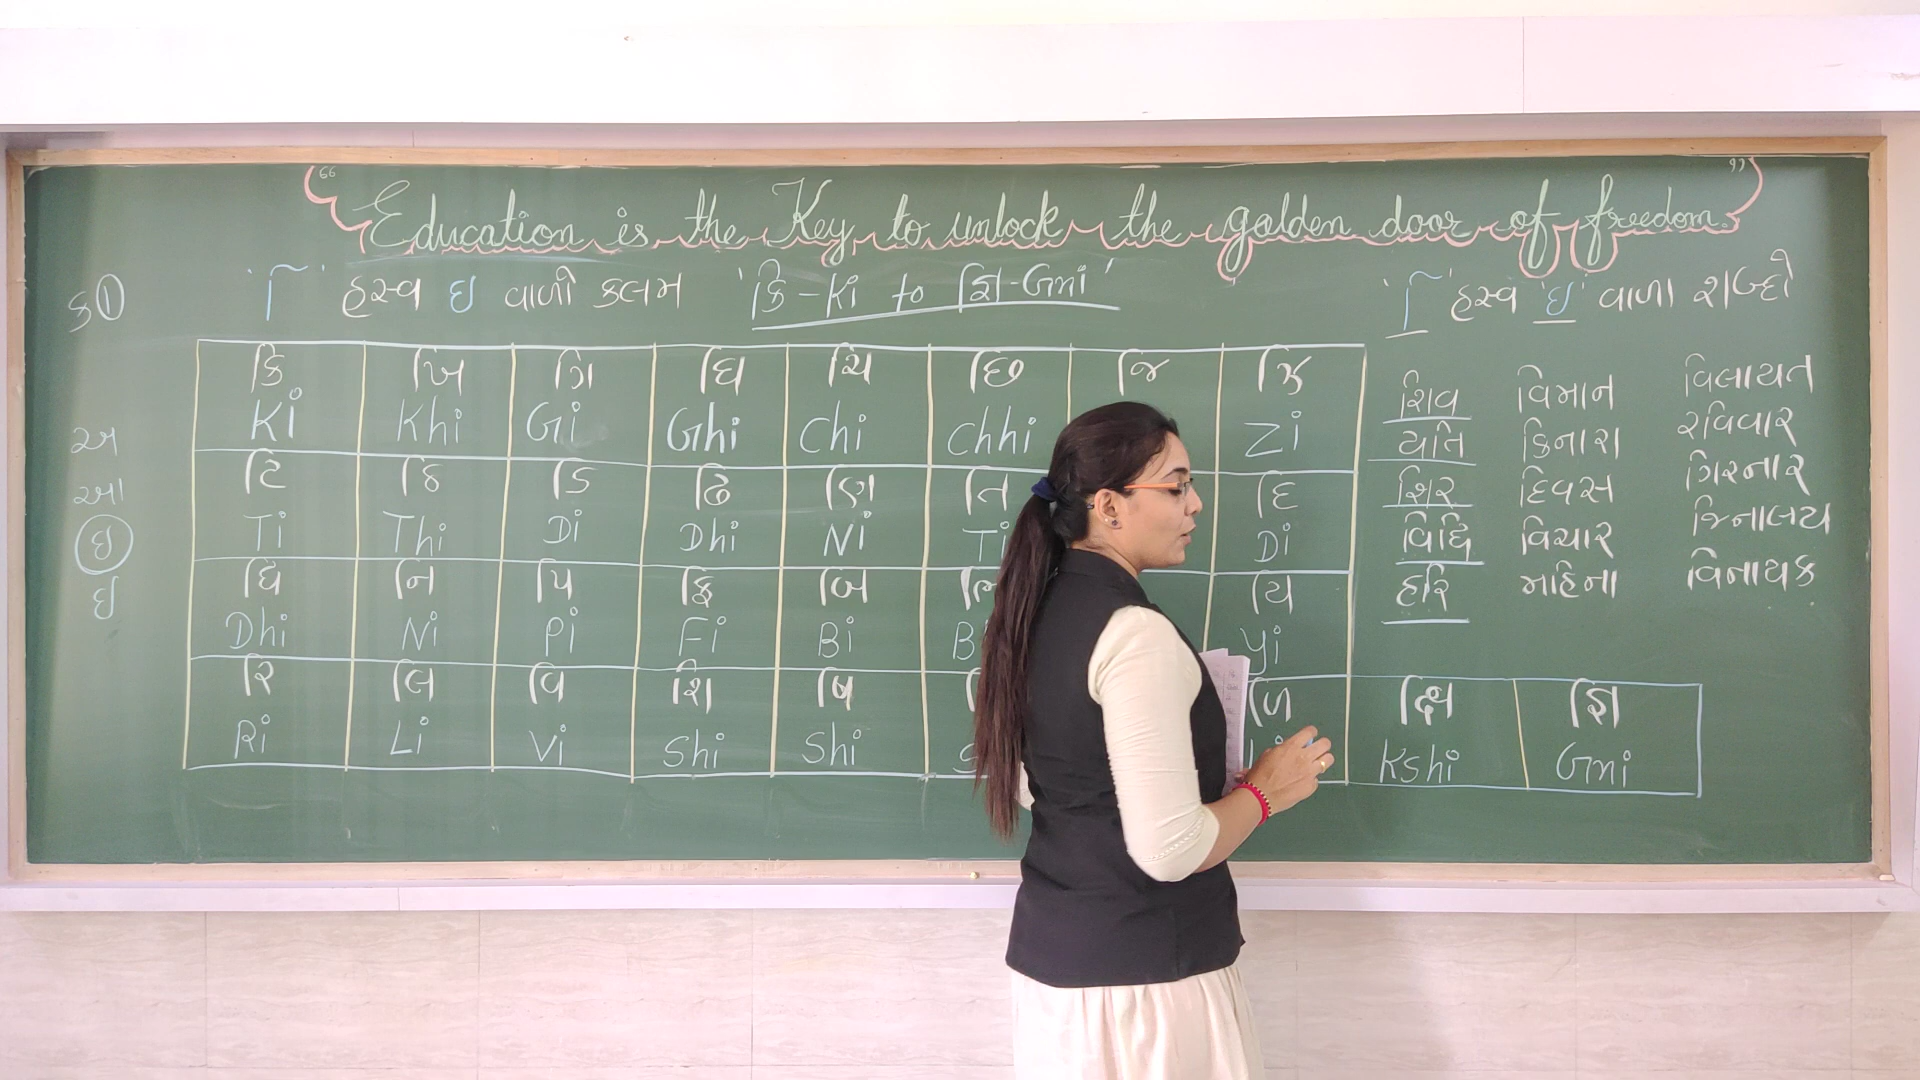 "Education is the Key to unlock the golden door of freedom."
ક ①
'િ' હ્રસ્વ ઇ વાળી કલમ 'કિ-Ki to જ્ઞિ-Gni'
'િ' હ્રસ્વ 'ઇ' વાળા શબ્દો
અ
આ
ઇ
ઈ
કિ ખિ ગિ ઘિ ચિ છિ જિ ઝિ
Ki Khi Gi Ghi Chi Chhi Zi
ટિ ઠિ ડિ ઢિ ણિ તિ દિ
Ti Thi Di Dhi Ni Ti Di
ધિ નિ પિ ફિ બિ યિ
Dhi Ni Pi Fi Bi Yi
રિ લિ વિ શિ ષિ ળિ ક્ષિ જ્ઞિ
Ri Li Vi Shi Shi Kshi Gni
શિવ વિમાન વિલાયત
યતિ કિનારા રવિવાર
શિર દિવસ ગિરનાર
વિધિ વિચાર જિનાલય
હરિ મહિના વિનાયક